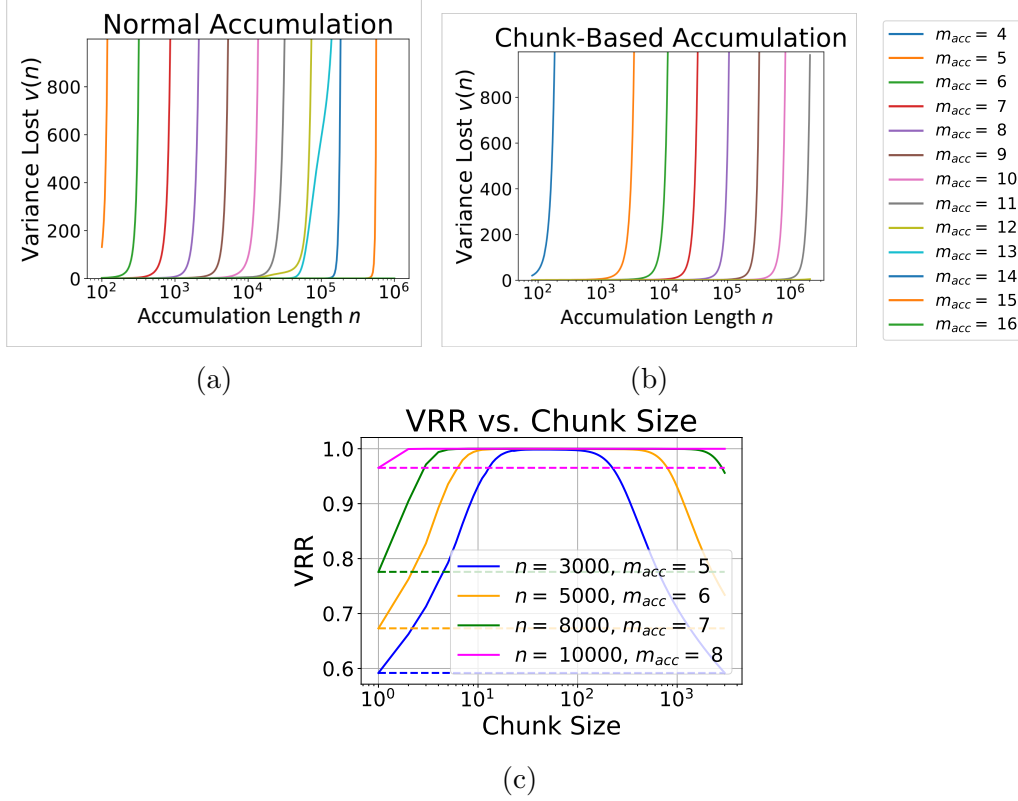 Normal Accumulation
Variance Lost v(n)
800
600
400
200
0
10^2 10^3 10^4 10^5 10^6
Accumulation Length n
(a)
Chunk-Based Accumulation
Variance Lost v(n)
800
600
400
200
0
10^2 10^3 10^4 10^5 10^6
Accumulation Length n
(b)
m_acc = 4
m_acc = 5
m_acc = 6
m_acc = 7
m_acc = 8
m_acc = 9
m_acc = 10
m_acc = 11
m_acc = 12
m_acc = 13
m_acc = 14
m_acc = 15
m_acc = 16
VRR vs. Chunk Size
VRR
1.0
0.9
0.8
0.7
0.6
n = 3000, m_acc = 5
n = 5000, m_acc = 6
n = 8000, m_acc = 7
n = 10000, m_acc = 8
10^0 10^1 10^2 10^3
Chunk Size
(c)